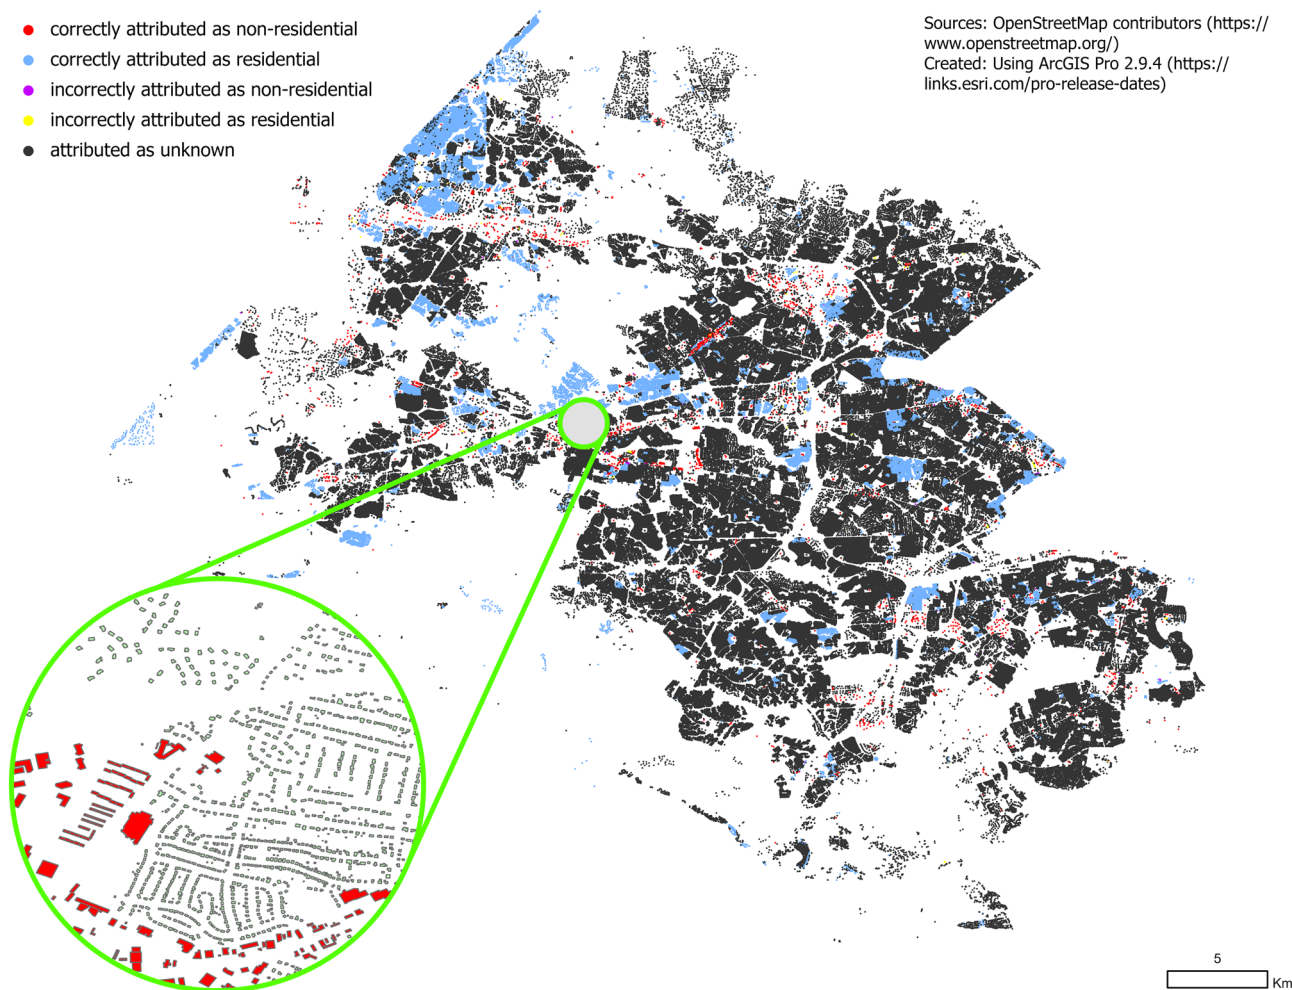 correctly attributed as non-residential
correctly attributed as residential
incorrectly attributed as non-residential
incorrectly attributed as residential
attributed as unknown
Sources: OpenStreetMap contributors (https://
www.openstreetmap.org/)
Created: Using ArcGIS Pro 2.9.4 (https://
links.esri.com/pro-release-dates)
5
Km